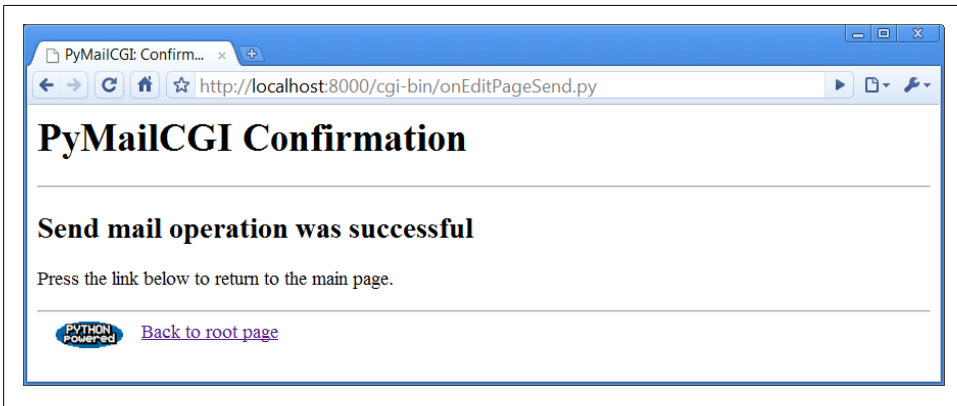 PyMailCGI: Confirm...
http://localhost:8000/cgi-bin/onEditPageSend.py
PyMailCGI Confirmation
Send mail operation was successful
Press the link below to return to the main page.
PYTHON
Powered
Back to root page